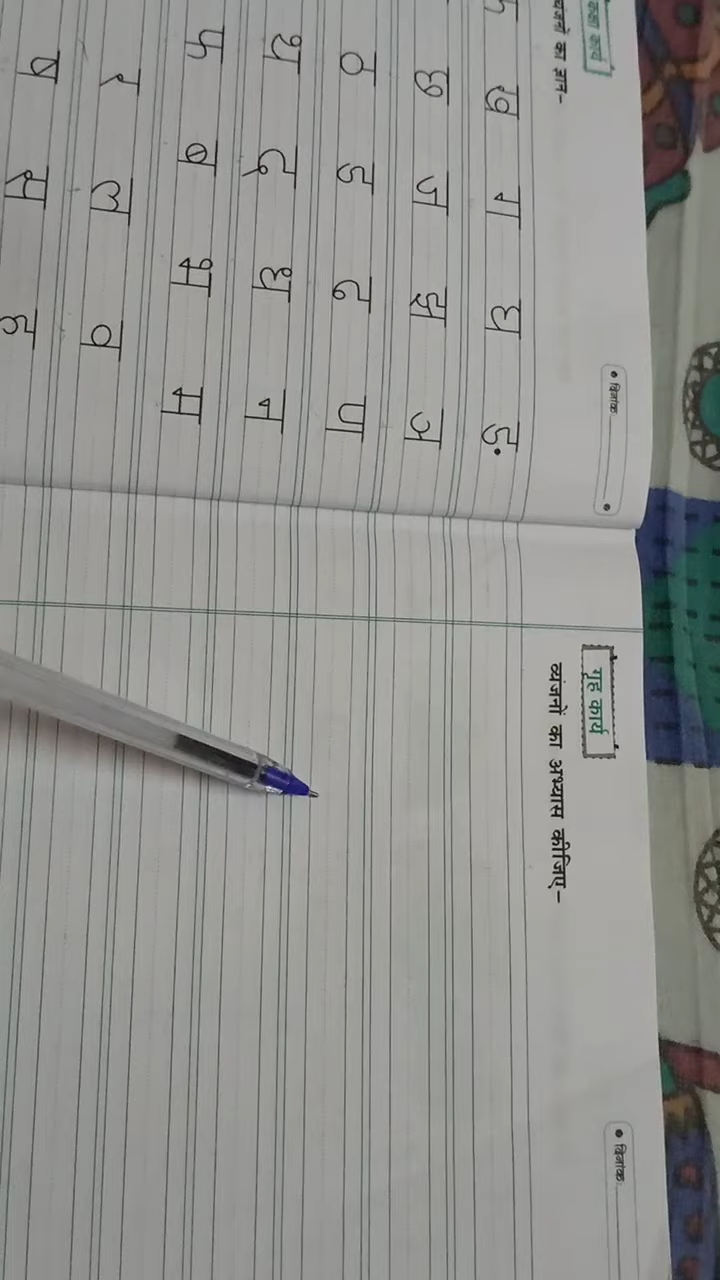 कक्षा कार्य
व्यंजनों का ज्ञान-
दिनांक
क ख ग घ ङ
छ ज झ ञ
ठ ड ढ ण
थ द ध न
फ ब भ म
र ल व
ष स ह
गृह कार्य
दिनांक
व्यंजनों का अभ्यास कीजिए-